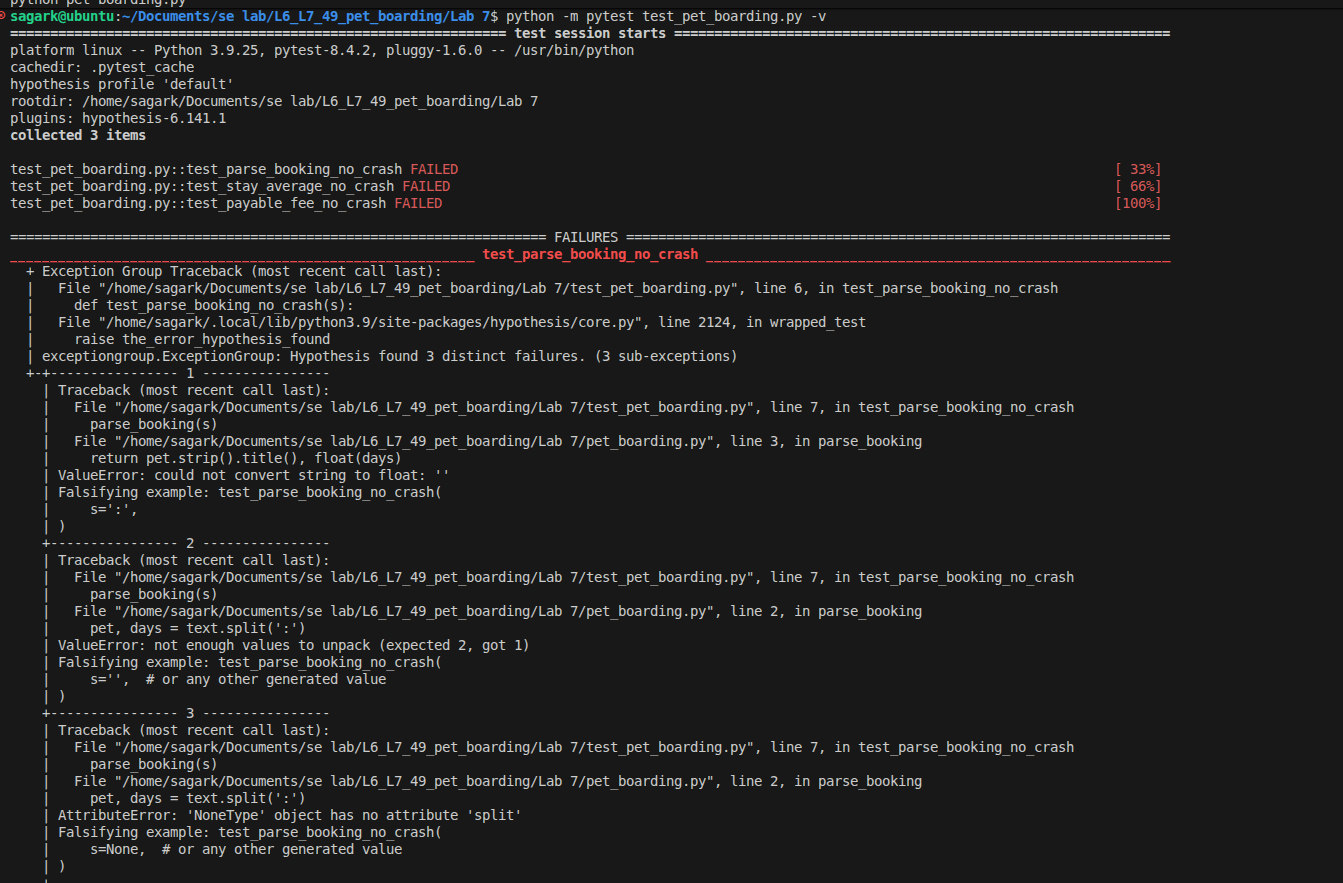 python pet_boarding.py
sagark@ubuntu:~/Documents/se lab/L6_L7_49_pet_boarding/Lab 7$ python -m pytest test_pet_boarding.py -v
============================================================== test session starts ==============================================================
platform linux -- Python 3.9.25, pytest-8.4.2, pluggy-1.6.0 -- /usr/bin/python
cachedir: .pytest_cache
hypothesis profile 'default'
rootdir: /home/sagark/Documents/se lab/L6_L7_49_pet_boarding/Lab 7
plugins: hypothesis-6.141.1
collected 3 items
test_pet_boarding.py::test_parse_booking_no_crash FAILED [ 33%]
test_pet_boarding.py::test_stay_average_no_crash FAILED [ 66%]
test_pet_boarding.py::test_payable_fee_no_crash FAILED [100%]
=================================================================== FAILURES ====================================================================
__________________________________________________________ test_parse_booking_no_crash __________________________________________________________
  + Exception Group Traceback (most recent call last):
  |   File "/home/sagark/Documents/se lab/L6_L7_49_pet_boarding/Lab 7/test_pet_boarding.py", line 6, in test_parse_booking_no_crash
  |     def test_parse_booking_no_crash(s):
  |   File "/home/sagark/.local/lib/python3.9/site-packages/hypothesis/core.py", line 2124, in wrapped_test
  |     raise the_error_hypothesis_found
  | exceptiongroup.ExceptionGroup: Hypothesis found 3 distinct failures. (3 sub-exceptions)
  +-+---------------- 1 ----------------
    | Traceback (most recent call last):
    |   File "/home/sagark/Documents/se lab/L6_L7_49_pet_boarding/Lab 7/test_pet_boarding.py", line 7, in test_parse_booking_no_crash
    |     parse_booking(s)
    |   File "/home/sagark/Documents/se lab/L6_L7_49_pet_boarding/Lab 7/pet_boarding.py", line 3, in parse_booking
    |     return pet.strip().title(), float(days)
    | ValueError: could not convert string to float: ''
    | Falsifying example: test_parse_booking_no_crash(
    |     s=':',
    | )
    +---------------- 2 ----------------
    | Traceback (most recent call last):
    |   File "/home/sagark/Documents/se lab/L6_L7_49_pet_boarding/Lab 7/test_pet_boarding.py", line 7, in test_parse_booking_no_crash
    |     parse_booking(s)
    |   File "/home/sagark/Documents/se lab/L6_L7_49_pet_boarding/Lab 7/pet_boarding.py", line 2, in parse_booking
    |     pet, days = text.split(':')
    | ValueError: not enough values to unpack (expected 2, got 1)
    | Falsifying example: test_parse_booking_no_crash(
    |     s='',  # or any other generated value
    | )
    +---------------- 3 ----------------
    | Traceback (most recent call last):
    |   File "/home/sagark/Documents/se lab/L6_L7_49_pet_boarding/Lab 7/test_pet_boarding.py", line 7, in test_parse_booking_no_crash
    |     parse_booking(s)
    |   File "/home/sagark/Documents/se lab/L6_L7_49_pet_boarding/Lab 7/pet_boarding.py", line 2, in parse_booking
    |     pet, days = text.split(':')
    | AttributeError: 'NoneType' object has no attribute 'split'
    | Falsifying example: test_parse_booking_no_crash(
    |     s=None,  # or any other generated value
    | )